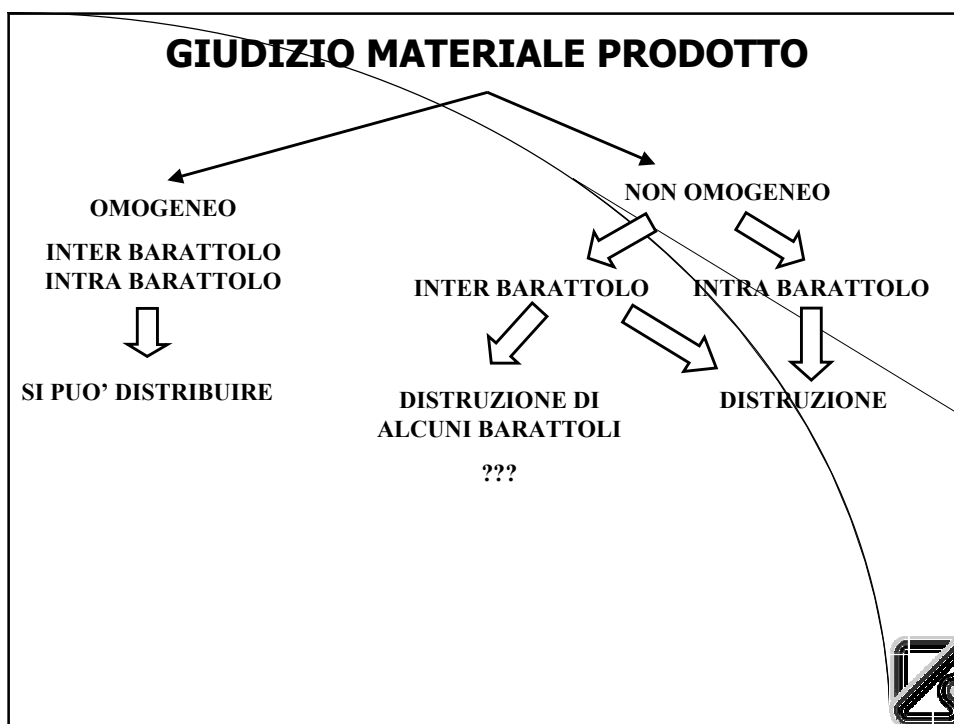 GIUDIZIO MATERIALE PRODOTTO
OMOGENEO
INTER BARATTOLO
INTRA BARATTOLO
SI PUO’ DISTRIBUIRE
NON OMOGENEO
INTER BARATTOLO
INTRA BARATTOLO
DISTRUZIONE DI
ALCUNI BARATTOLI
???
DISTRUZIONE